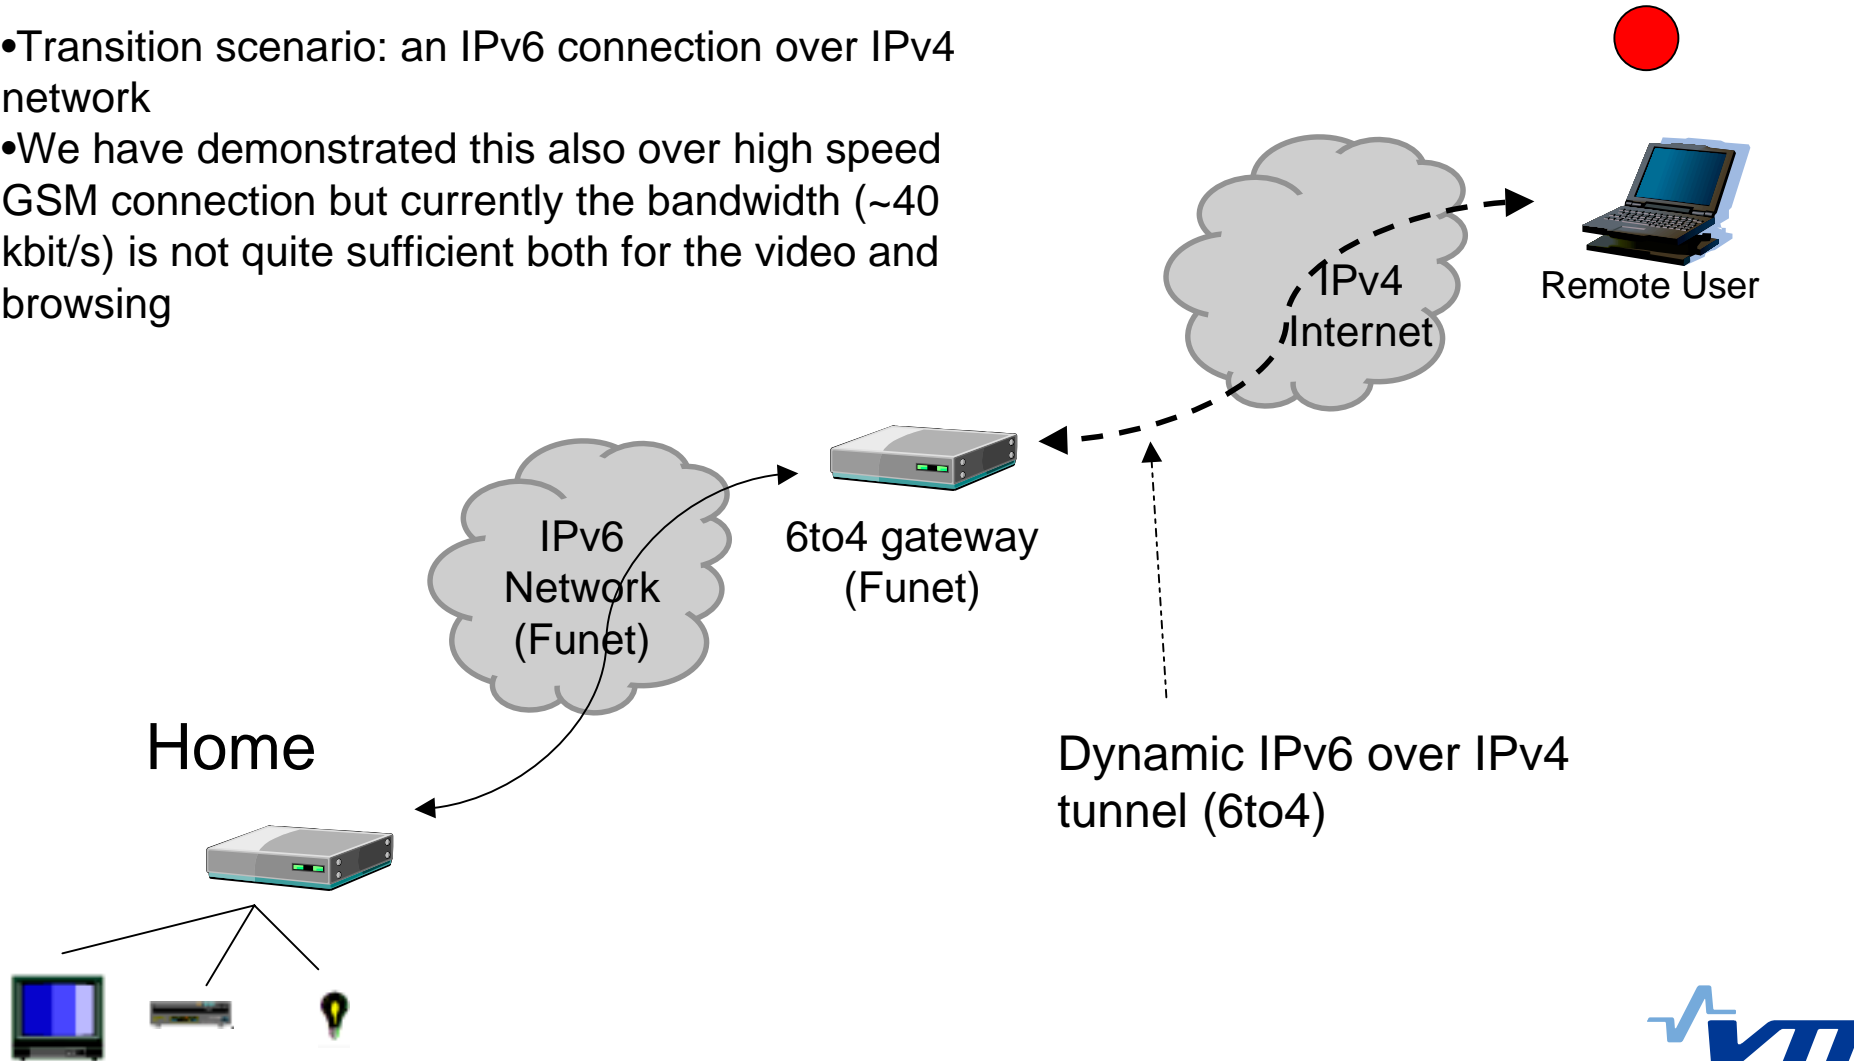 •Transition scenario: an IPv6 connection over IPv4
network
•We have demonstrated this also over high speed
GSM connection but currently the bandwidth (~40
kbit/s) is not quite sufficient both for the video and
browsing
IPv4
Internet
Remote User
IPv6
Network
(Funet)
6to4 gateway
(Funet)
Home
Dynamic IPv6 over IPv4
tunnel (6to4)
VTT